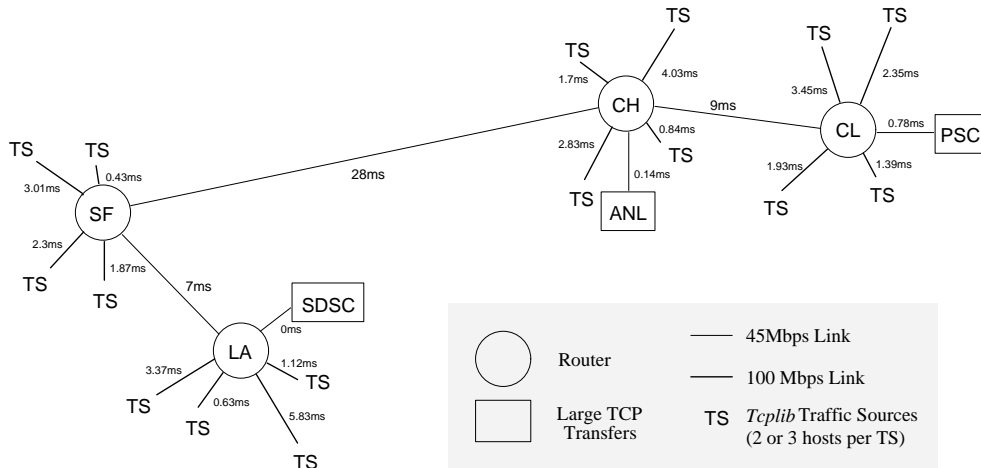 TS
TS
4.03ms
1.7ms
CH
0.84ms
TS
2.83ms
TS
0.14ms
ANL
9ms
TS
TS
2.35ms
3.45ms
CL
0.78ms
PSC
1.93ms
1.39ms
TS
TS
28ms
TS
TS
3.01ms
0.43ms
SF
2.3ms
1.87ms
TS
TS
7ms
SDSC
0ms
LA
3.37ms
1.12ms
TS
0.63ms
5.83ms
TS
TS
TS
Router
Large TCP
Transfers
45Mbps Link
100 Mbps Link
TS
Tcplib Traffic Sources
(2 or 3 hosts per TS)